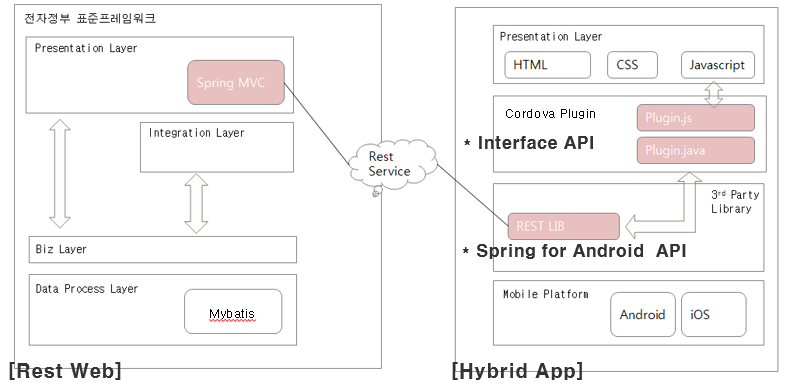 전자정부 표준프레임워크
Presentation Layer
Spring MVC
Integration Layer
Biz Layer
Data Process Layer
Mybatis
[Rest Web]
Rest
Service
Presentation Layer
HTML
CSS
Javascript
Cordova Plugin
Plugin.js
* Interface API
Plugin.java
3rd Party
Library
REST LIB
* Spring for Android API
Mobile Platform
Android
iOS
[Hybrid App]